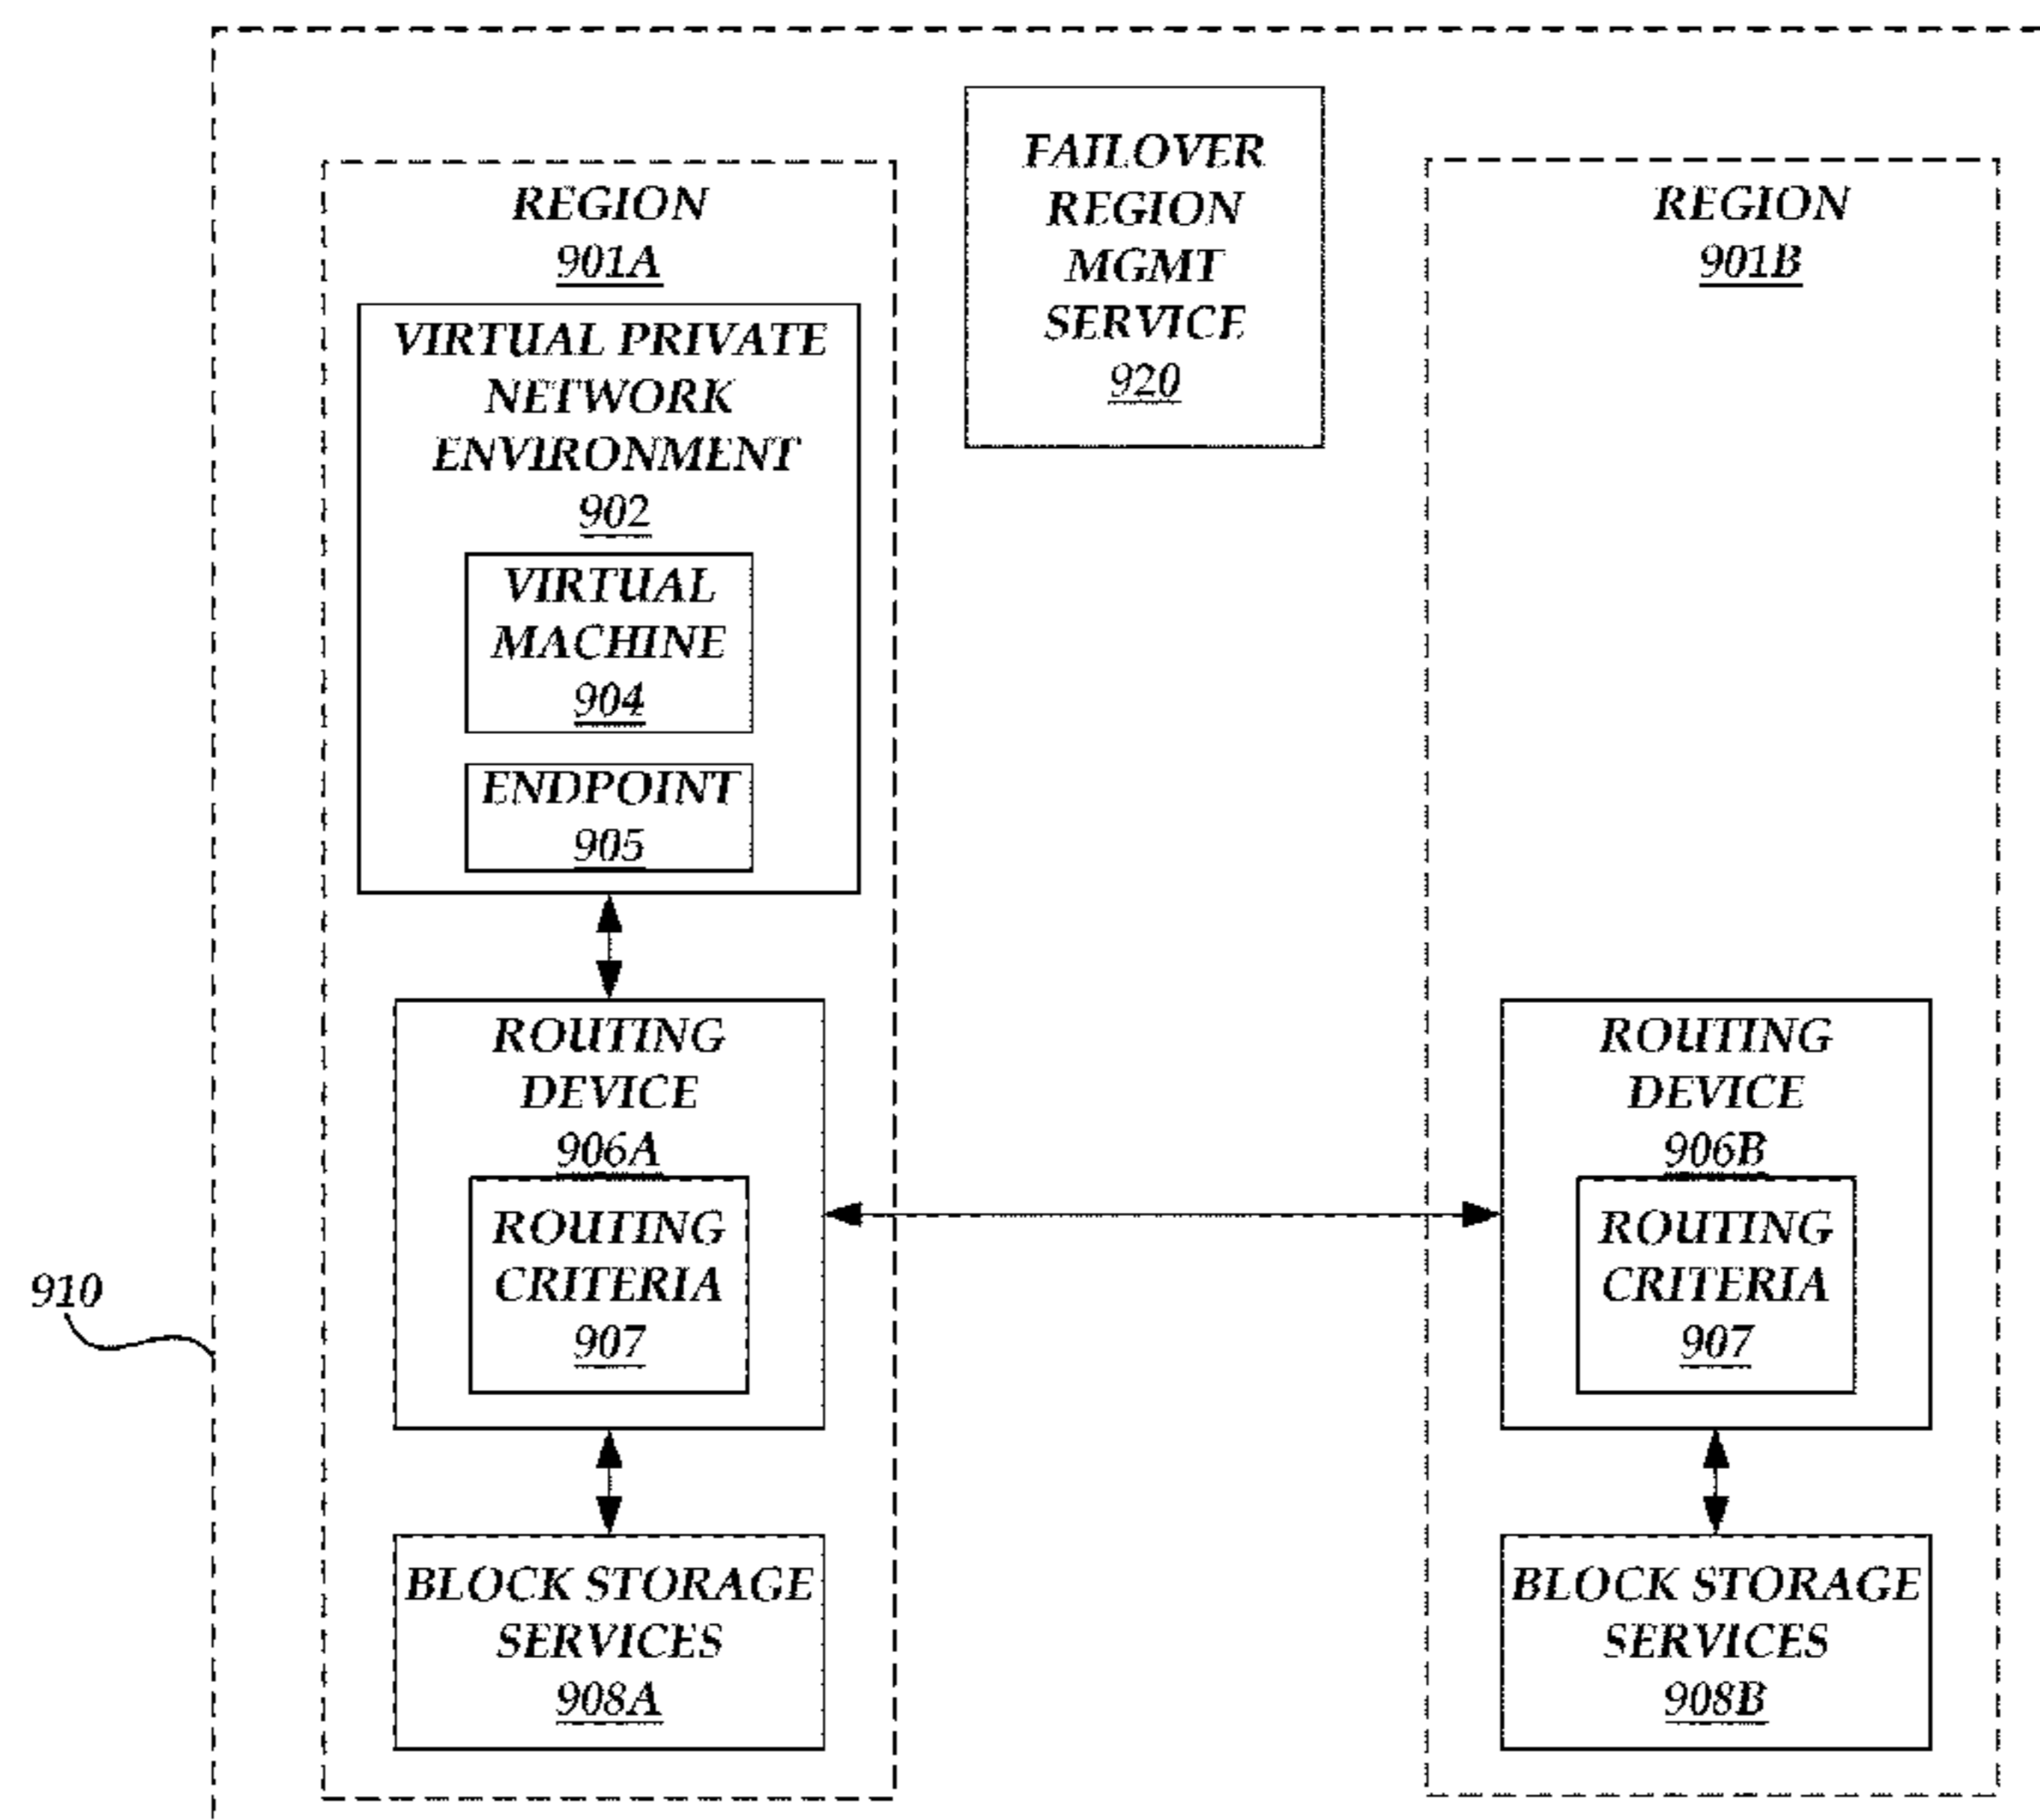 FAILOVER
REGION
MGMT
SERVICE
920
REGION
901A
VIRTUAL PRIVATE
NETWORK
ENVIRONMENT
902
VIRTUAL
MACHINE
904
ENDPOINT
905
ROUTING
DEVICE
906A
ROUTING
CRITERIA
907
BLOCK STORAGE
SERVICES
908A
REGION
901B
ROUTING
DEVICE
906B
ROUTING
CRITERIA
907
BLOCK STORAGE
SERVICES
908B
910